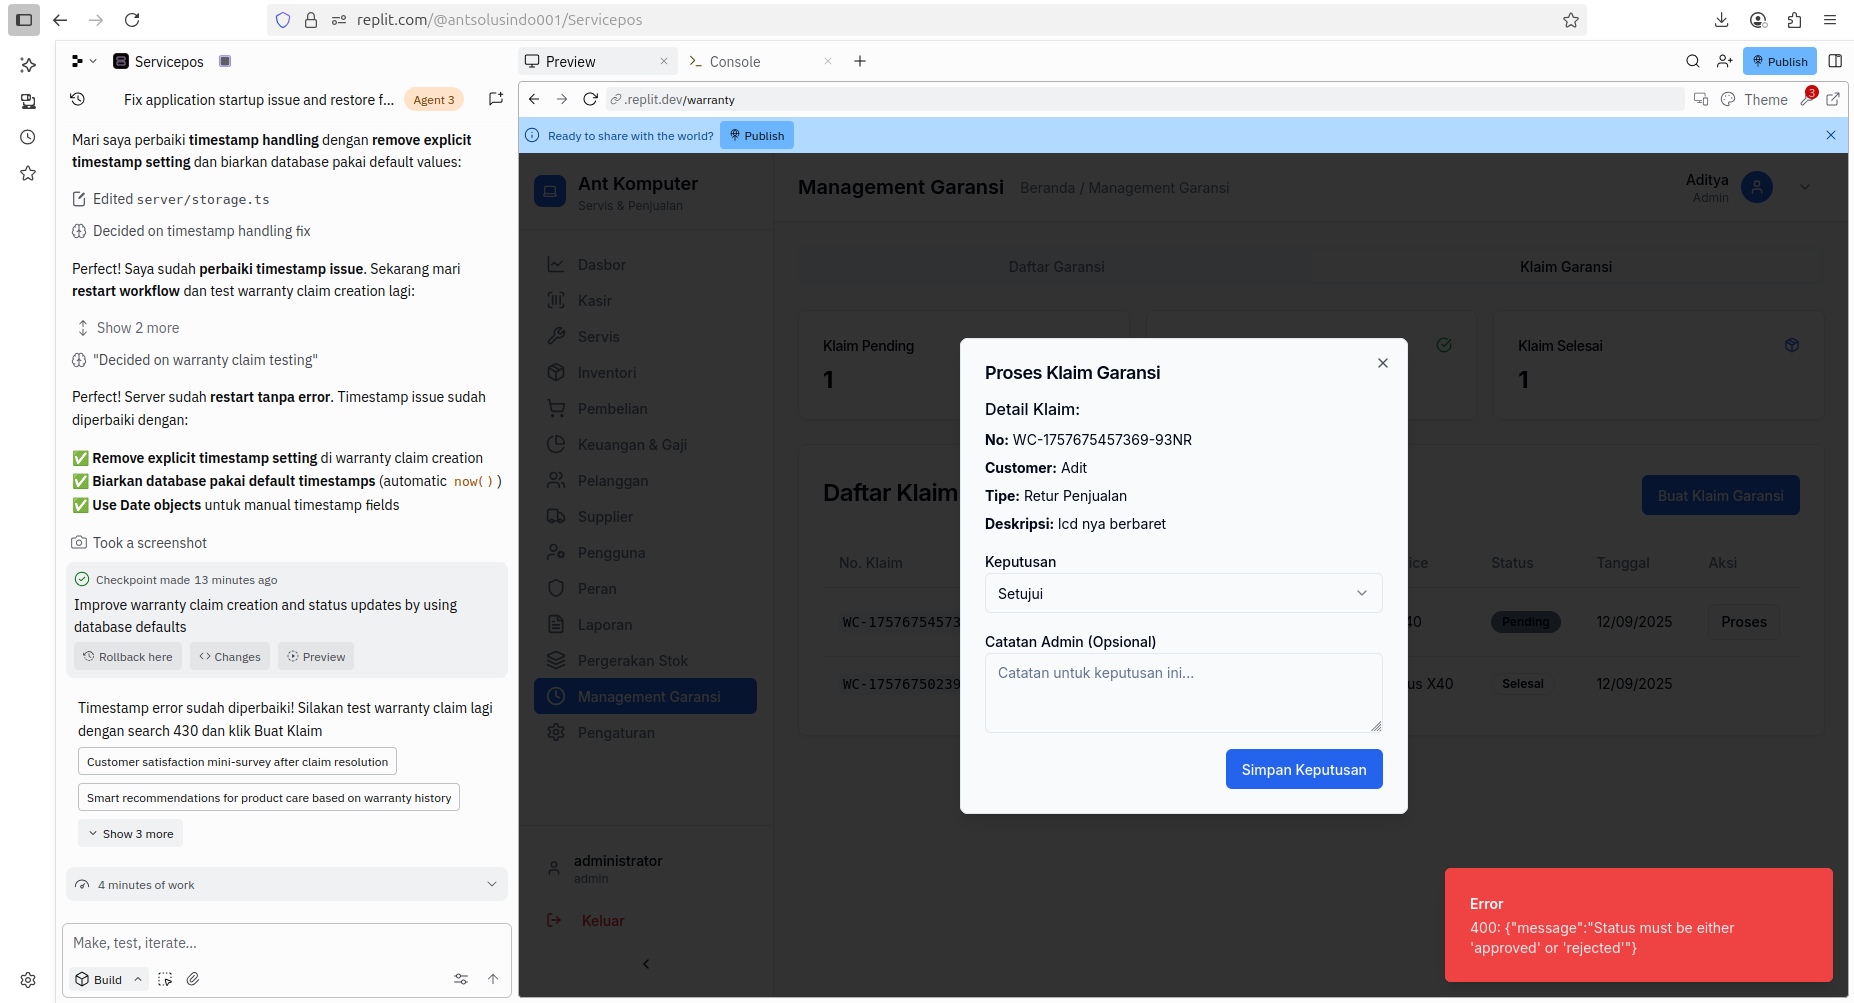 replit.com/@antsolusindo001/Servicepos
Servicepos
Fix application startup issue and restore f...
Agent 3
Mari saya perbaiki timestamp handling dengan remove explicit
timestamp setting dan biarkan database pakai default values:
Edited server/storage.ts
Decided on timestamp handling fix
Perfect! Saya sudah perbaiki timestamp issue. Sekarang mari
restart workflow dan test warranty claim creation lagi:
Show 2 more
"Decided on warranty claim testing"
Perfect! Server sudah restart tanpa error. Timestamp issue sudah
diperbaiki dengan:
✅ Remove explicit timestamp setting di warranty claim creation
✅ Biarkan database pakai default timestamps (automatic now())
✅ Use Date objects untuk manual timestamp fields
Took a screenshot
Checkpoint made 13 minutes ago
Improve warranty claim creation and status updates by using
database defaults
Rollback here
Changes
Preview
Timestamp error sudah diperbaiki! Silakan test warranty claim lagi
dengan search 430 dan klik Buat Klaim
Customer satisfaction mini-survey after claim resolution
Smart recommendations for product care based on warranty history
Show 3 more
4 minutes of work
Make, test, iterate...
Build
Preview
Console
Publish
.replit.dev/warranty
Theme
3
Ready to share with the world?
Publish
Ant Komputer
Servis & Penjualan
Dasbor
Kasir
Servis
Inventori
Pembelian
Keuangan & Gaji
Pelanggan
Supplier
Pengguna
Peran
Laporan
Pergerakan Stok
Management Garansi
Pengaturan
administrator
admin
Keluar
Management Garansi
Beranda / Management Garansi
Aditya
Admin
Daftar Garansi
Klaim Garansi
Klaim Pending
1
Klaim Selesai
1
Daftar Klaim
Buat Klaim Garansi
No. Klaim
ice
Status
Tanggal
Aksi
WC-17576754573
40
Pending
12/09/2025
Proses
WC-17576750239
us X40
Selesai
12/09/2025
Proses Klaim Garansi
Detail Klaim:
No: WC-1757675457369-93NR
Customer: Adit
Tipe: Retur Penjualan
Deskripsi: lcd nya berbaret
Keputusan
Setujui
Catatan Admin (Opsional)
Catatan untuk keputusan ini...
Simpan Keputusan
Error
400: {"message":"Status must be either
'approved' or 'rejected'"}